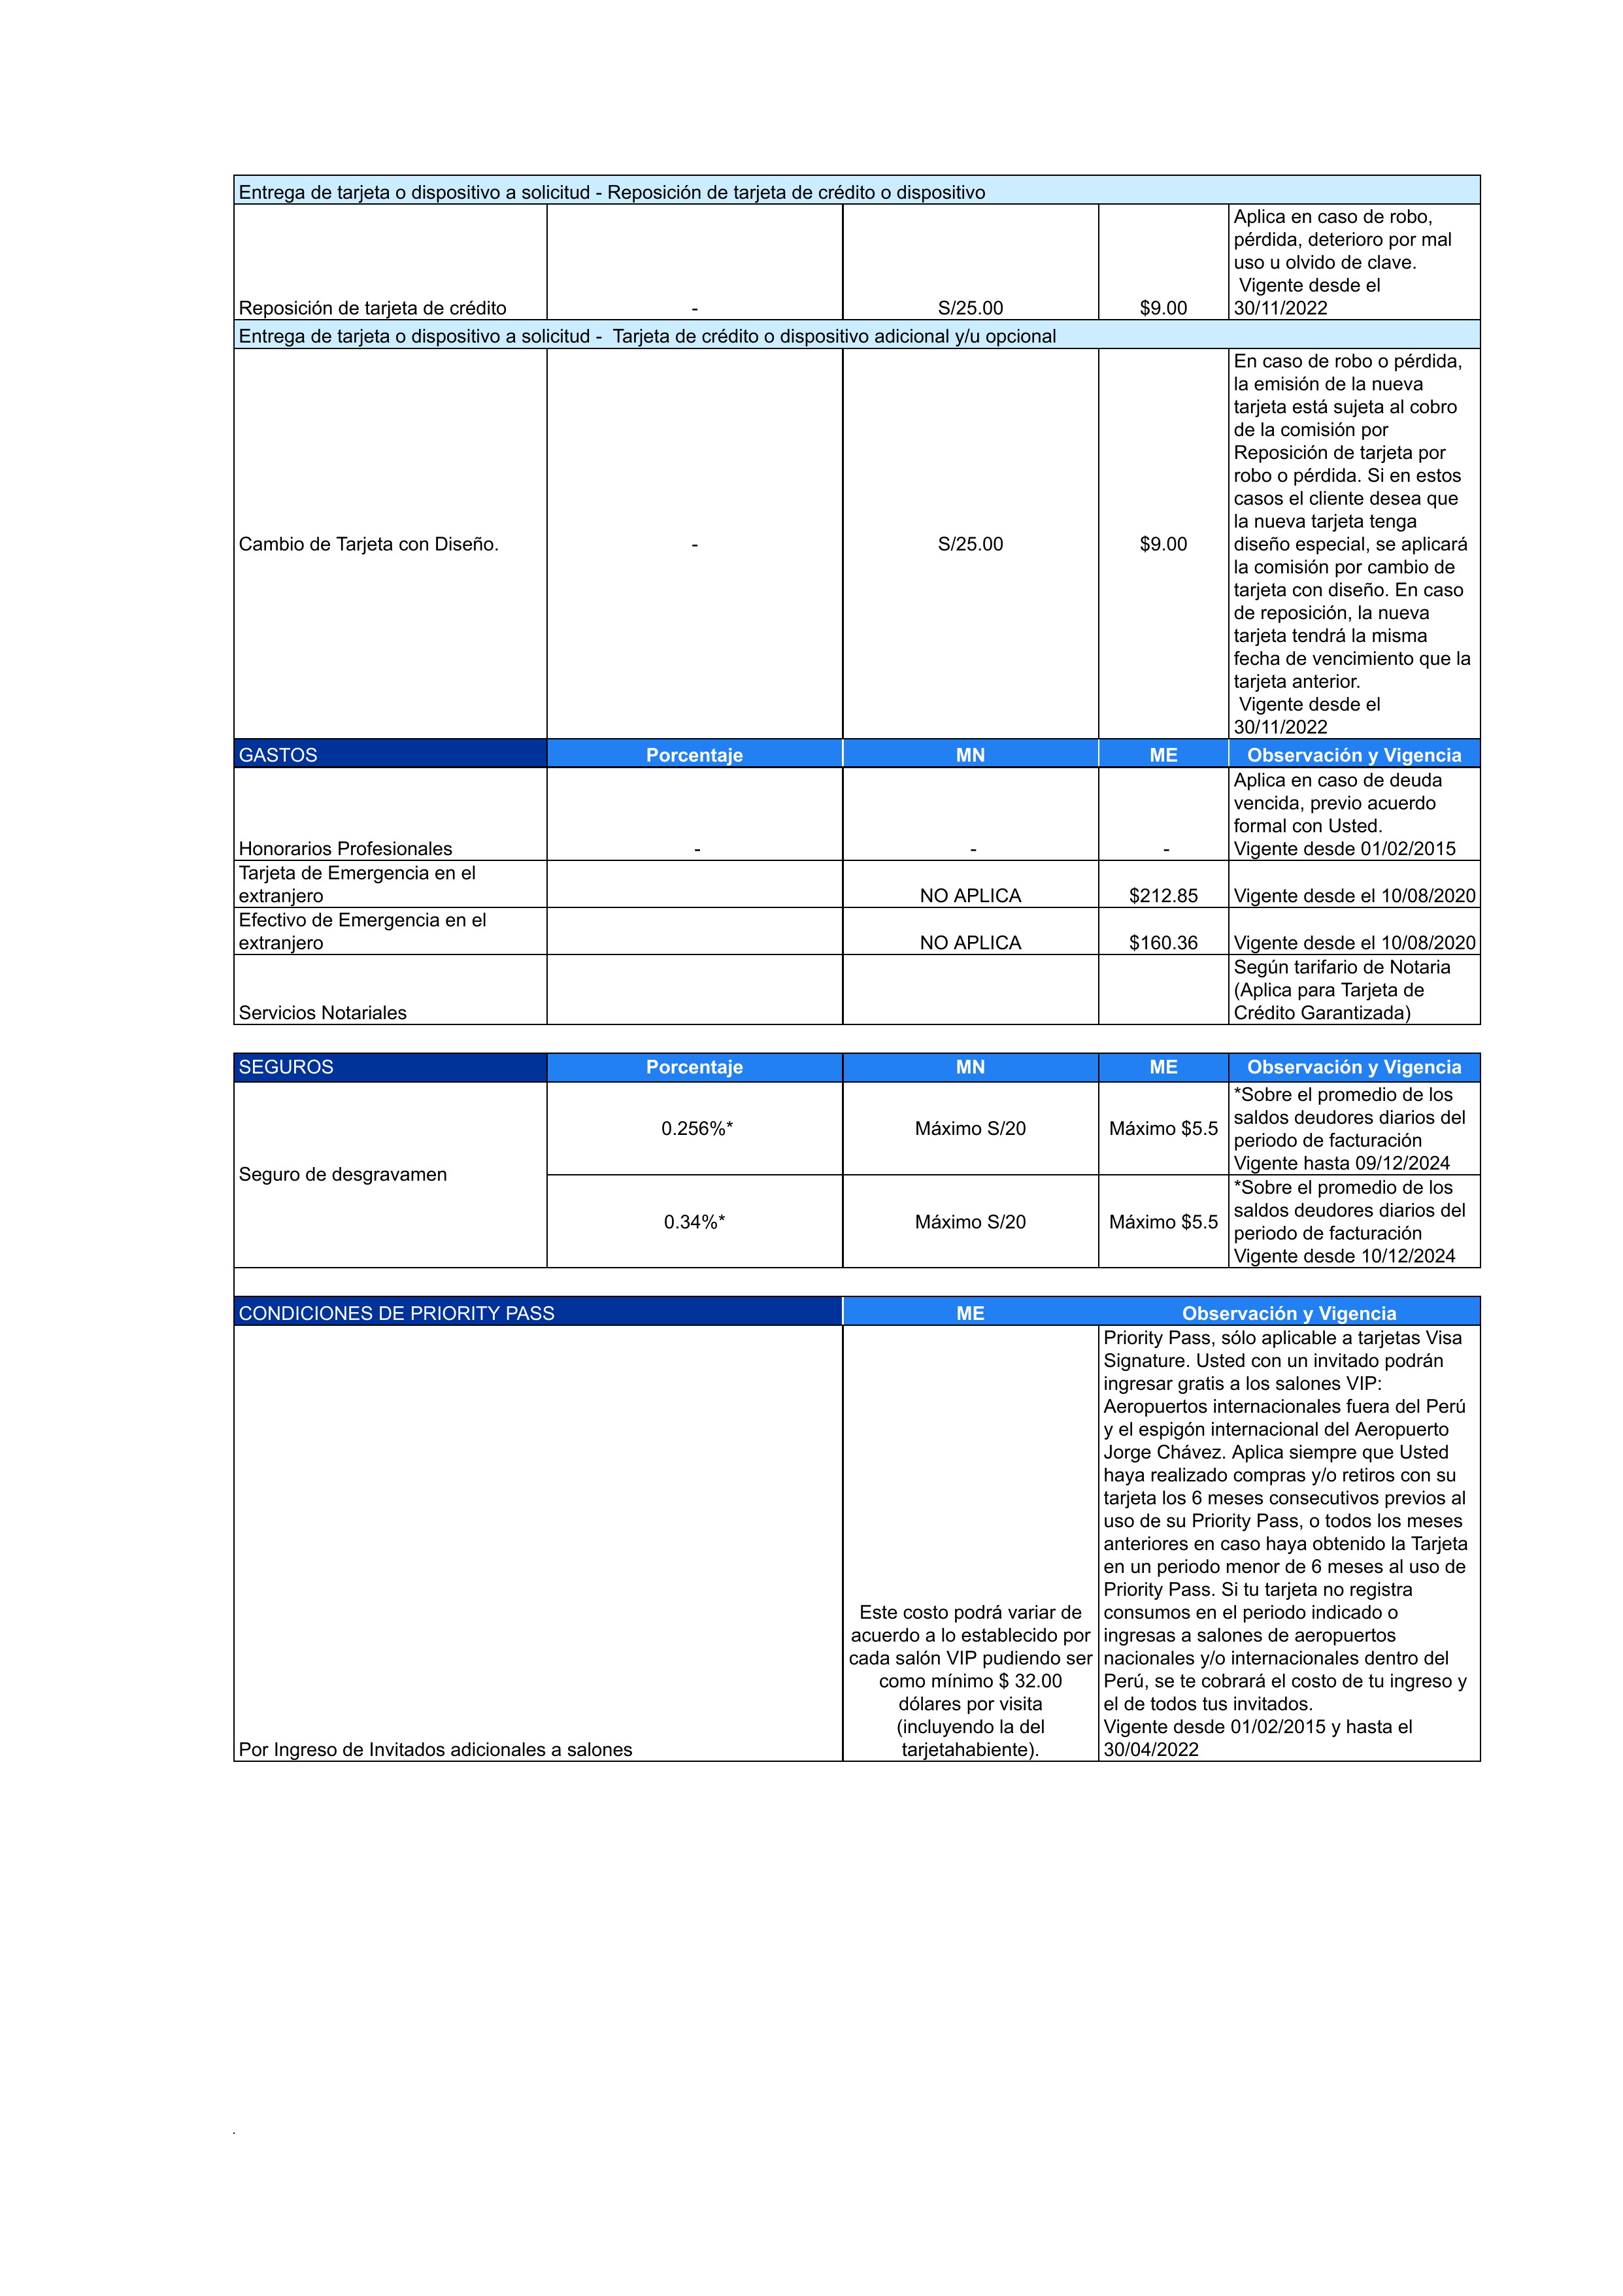 Entrega de tarjeta o dispositivo a solicitud - Reposición de tarjeta de crédito o dispositivo
Aplica en caso de robo,
pérdida, deterioro por mal
uso u olvido de clave.
Vigente desde el
Reposición de tarjeta de crédito - S/25.00 $9.00 30/11/2022
Entrega de tarjeta o dispositivo a solicitud -  Tarjeta de crédito o dispositivo adicional y/u opcional
Cambio de Tarjeta con Diseño. - S/25.00 $9.00
En caso de robo o pérdida,
la emisión de la nueva
tarjeta está sujeta al cobro
de la comisión por
Reposición de tarjeta por
robo o pérdida. Si en estos
casos el cliente desea que
la nueva tarjeta tenga
diseño especial, se aplicará
la comisión por cambio de
tarjeta con diseño. En caso
de reposición, la nueva
tarjeta tendrá la misma
fecha de vencimiento que la
tarjeta anterior.
Vigente desde el
30/11/2022
GASTOS Porcentaje MN ME Observación y Vigencia
Aplica en caso de deuda
vencida, previo acuerdo
formal con Usted.
Honorarios Profesionales - - - Vigente desde 01/02/2015
Tarjeta de Emergencia en el
extranjero NO APLICA $212.85 Vigente desde el 10/08/2020
Efectivo de Emergencia en el
extranjero NO APLICA $160.36 Vigente desde el 10/08/2020
Según tarifario de Notaria
(Aplica para Tarjeta de
Servicios Notariales Crédito Garantizada)
SEGUROS Porcentaje MN ME Observación y Vigencia
Seguro de desgravamen
0.256%* Máximo S/20 Máximo $5.5
*Sobre el promedio de los
saldos deudores diarios del
periodo de facturación
Vigente hasta 09/12/2024
0.34%* Máximo S/20 Máximo $5.5
*Sobre el promedio de los
saldos deudores diarios del
periodo de facturación
Vigente desde 10/12/2024
CONDICIONES DE PRIORITY PASS ME Observación y Vigencia
Por Ingreso de Invitados adicionales a salones
Este costo podrá variar de
acuerdo a lo establecido por
cada salón VIP pudiendo ser
como mínimo $ 32.00
dólares por visita
(incluyendo la del
tarjetahabiente).
Priority Pass, sólo aplicable a tarjetas Visa
Signature. Usted con un invitado podrán
ingresar gratis a los salones VIP:
Aeropuertos internacionales fuera del Perú
y el espigón internacional del Aeropuerto
Jorge Chávez. Aplica siempre que Usted
haya realizado compras y/o retiros con su
tarjeta los 6 meses consecutivos previos al
uso de su Priority Pass, o todos los meses
anteriores en caso haya obtenido la Tarjeta
en un periodo menor de 6 meses al uso de
Priority Pass. Si tu tarjeta no registra
consumos en el periodo indicado o
ingresas a salones de aeropuertos
nacionales y/o internacionales dentro del
Perú, se te cobrará el costo de tu ingreso y
el de todos tus invitados.
Vigente desde 01/02/2015 y hasta el
30/04/2022